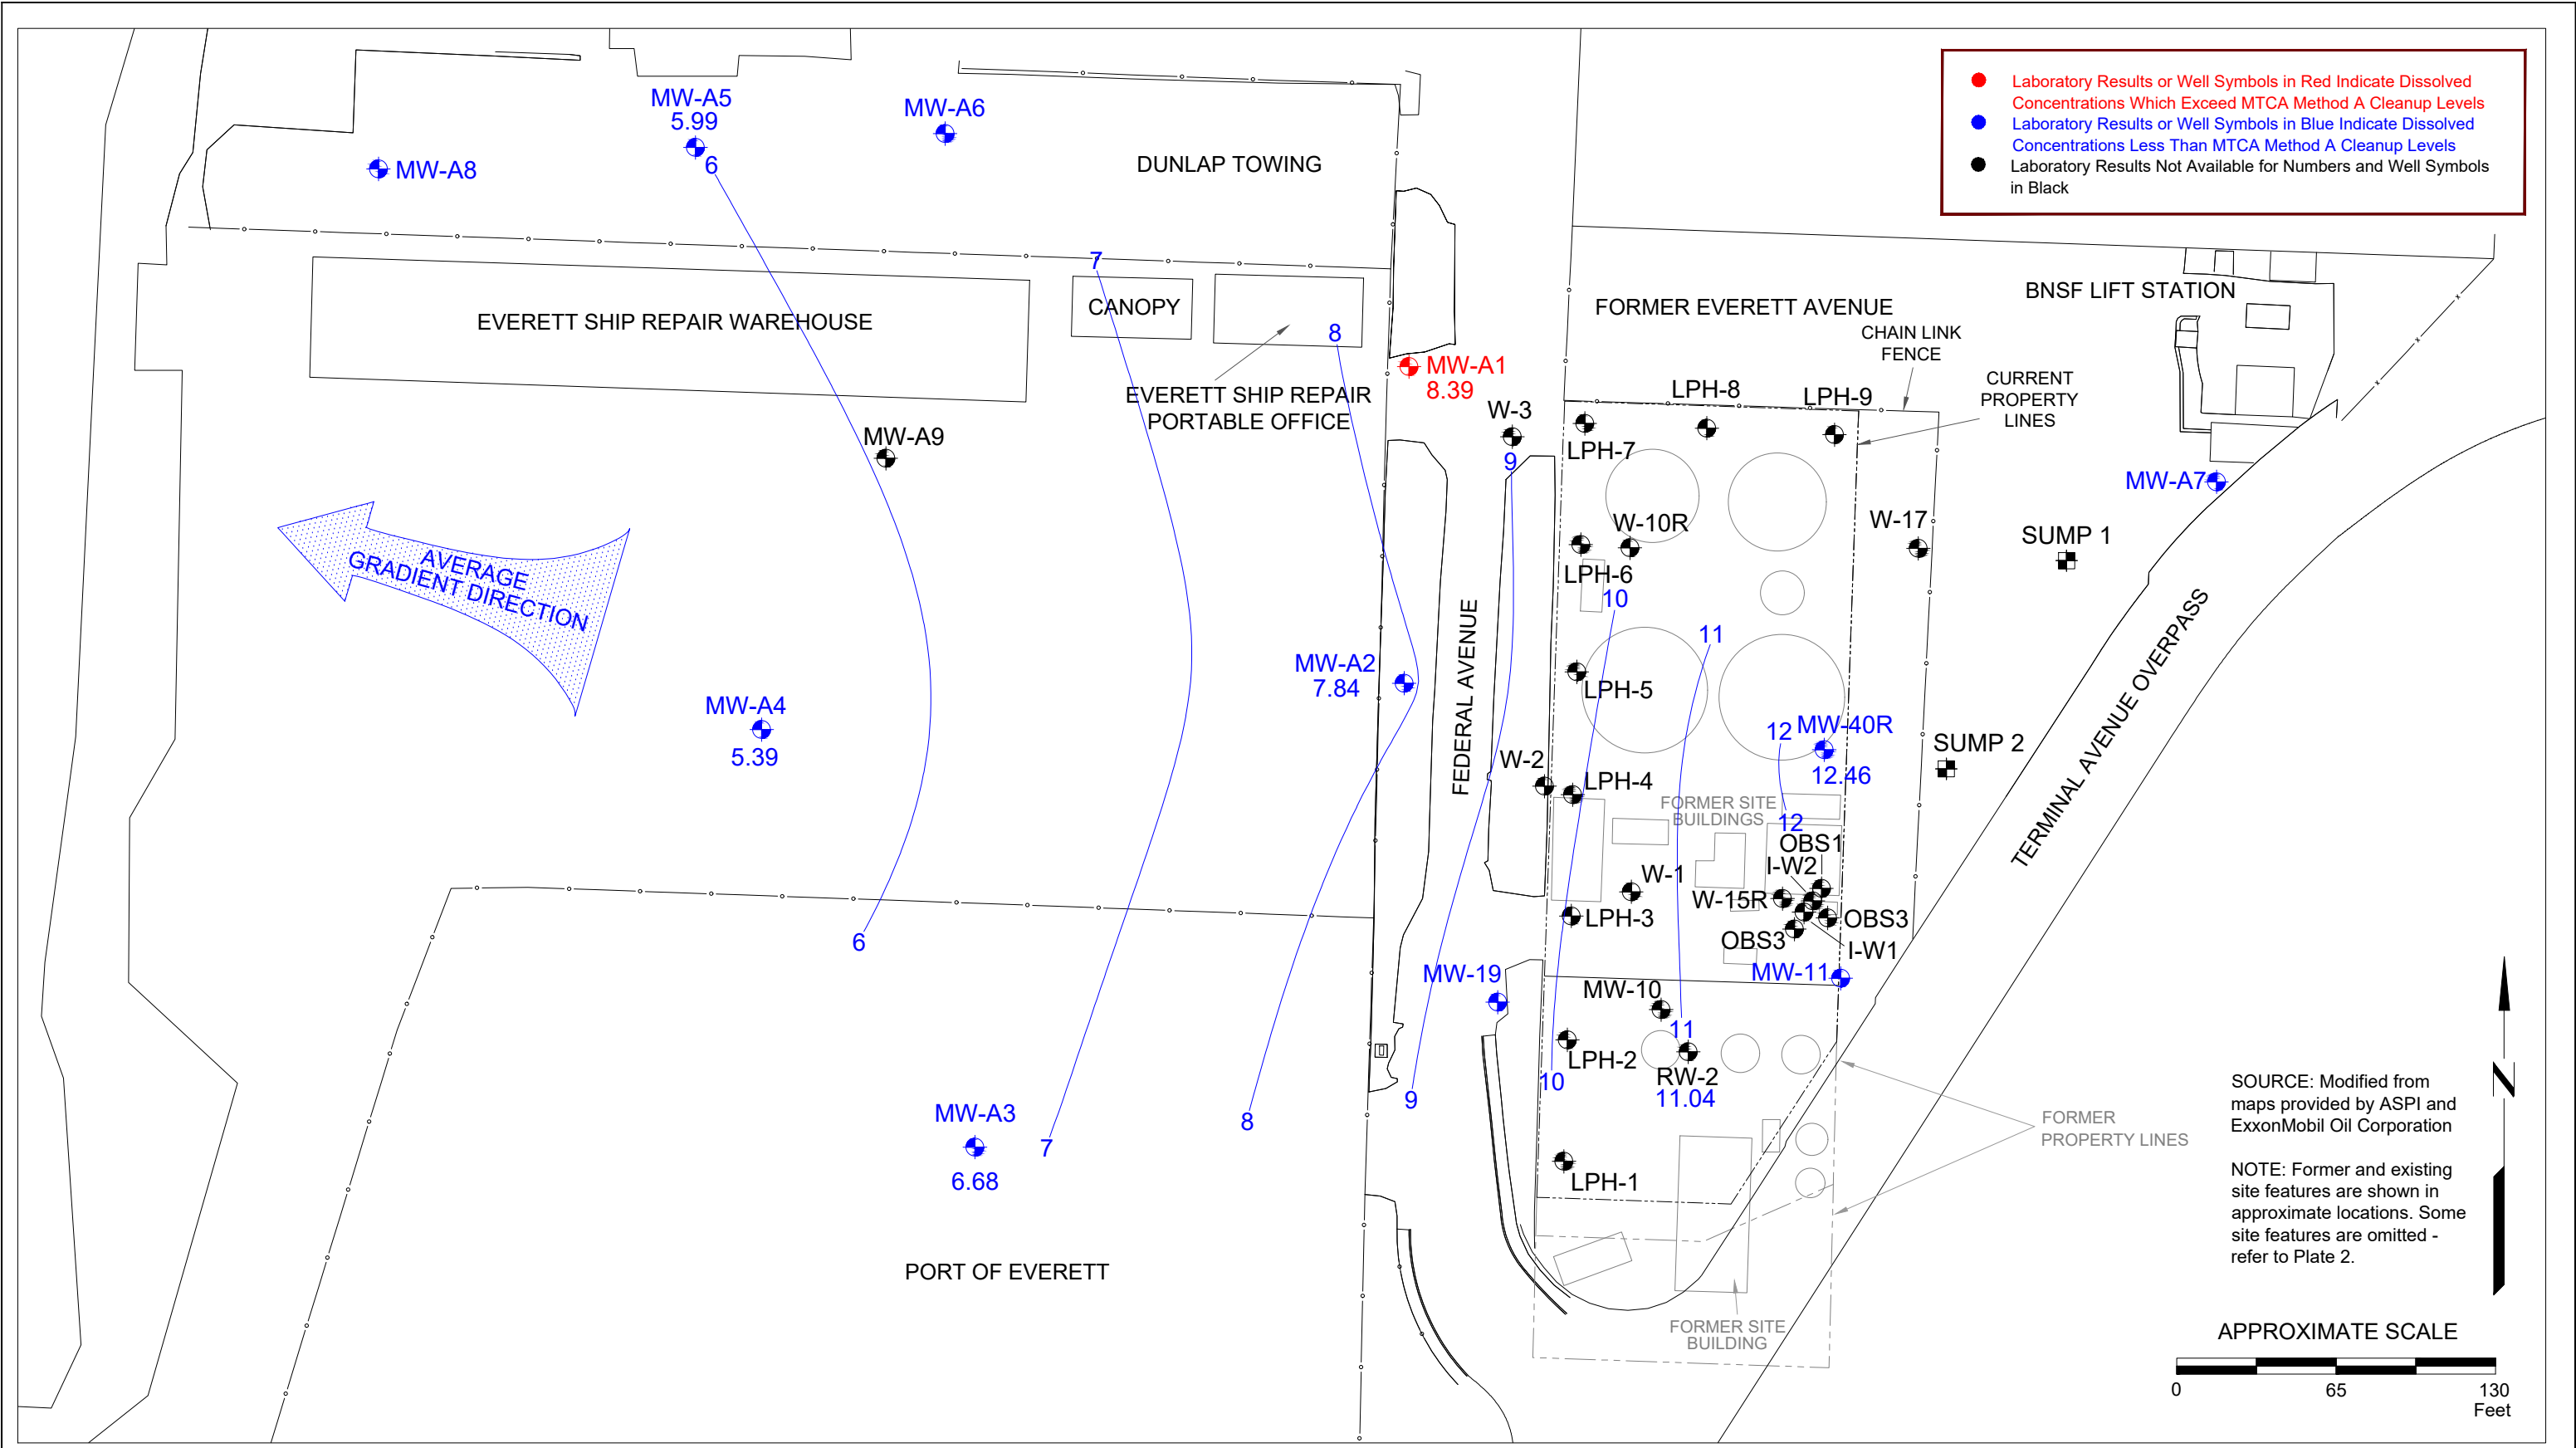 Laboratory Results or Well Symbols in Red Indicate Dissolved
Concentrations Which Exceed MTCA Method A Cleanup Levels
Laboratory Results or Well Symbols in Blue Indicate Dissolved
Concentrations Less Than MTCA Method A Cleanup Levels
Laboratory Results Not Available for Numbers and Well Symbols
in Black
MW-A5
5.99
6
MW-A6
MW-A8
DUNLAP TOWING
7
CANOPY
EVERETT SHIP REPAIR WAREHOUSE
8
EVERETT SHIP REPAIR
PORTABLE OFFICE
MW-A1
8.39
FORMER EVERETT AVENUE
BNSF LIFT STATION
CHAIN LINK
FENCE
CURRENT
PROPERTY
LINES
W-3
9
LPH-7
LPH-8
LPH-9
MW-A9
MW-A7
W-10R
W-17
SUMP 1
LPH-6
10
11
AVERAGE
GRADIENT DIRECTION
FEDERAL AVENUE
TERMINAL AVENUE OVERPASS
MW-A2
7.84
LPH-5
MW-A4
5.39
12
MW-40R
12.46
SUMP 2
W-2
LPH-4
FORMER SITE
BUILDINGS
12
OBS1
I-W2
W-1
W-15R
LPH-3
OBS3
OBS3
I-W1
6
MW-19
MW-11
MW-10
11
LPH-2
RW-2
11.04
10
9
8
7
MW-A3
6.68
LPH-1
FORMER
PROPERTY LINES
PORT OF EVERETT
FORMER SITE
BUILDING
N
SOURCE: Modified from
maps provided by ASPI and
ExxonMobil Oil Corporation
NOTE: Former and existing
site features are shown in
approximate locations. Some
site features are omitted -
refer to Plate 2.
APPROXIMATE SCALE
0 65 130
Feet